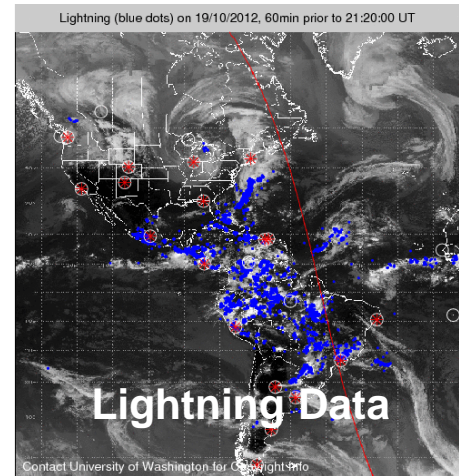 Lightning (blue dots) on 19/10/2012, 60min prior to 21:20:00 UT
Lightning Data
Contact University of Washington for Copyright Info